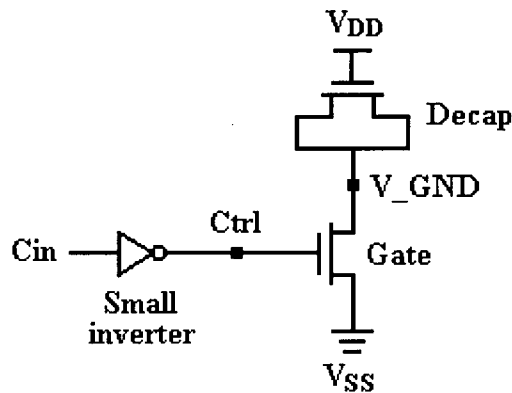 VDD
Decap
V_GND
Ctrl
Cin
Gate
Small
inverter
VSS